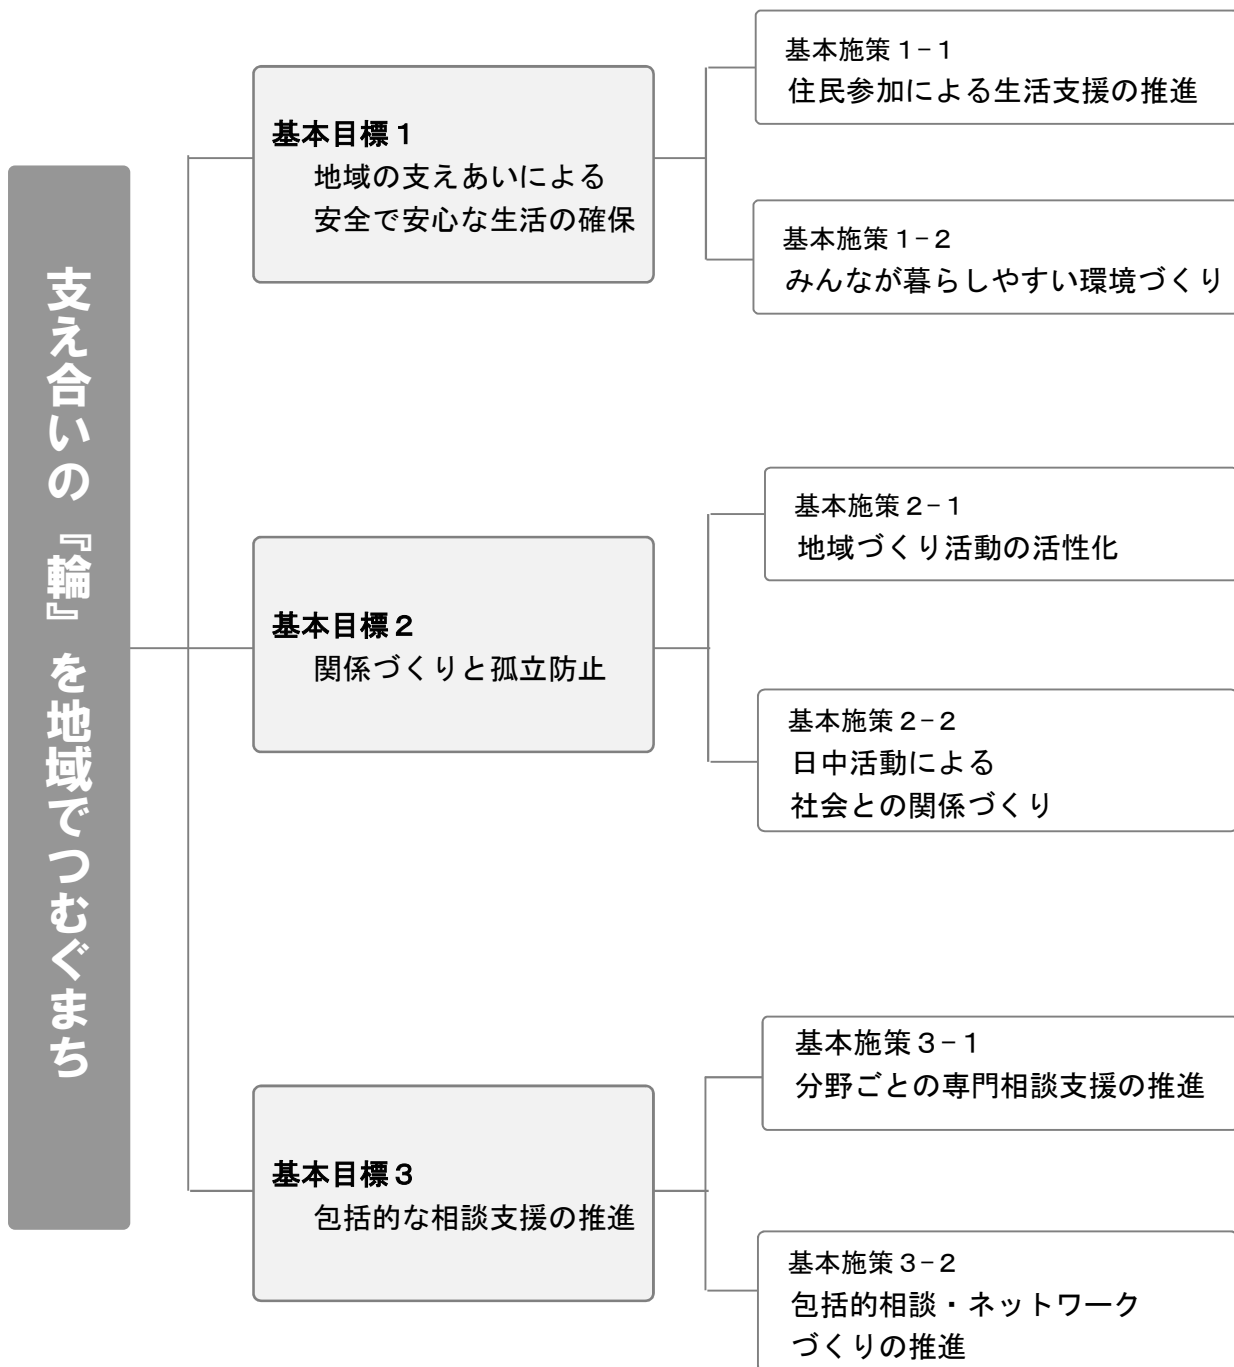 支え合いの『輪』を地域でつむぐまち
基本目標１
地域の支えあいによる
安全で安心な生活の確保
基本施策１−１
住民参加による生活支援の推進
基本施策１−２
みんなが暮らしやすい環境づくり
基本目標２
関係づくりと孤立防止
基本施策２−１
地域づくり活動の活性化
基本施策２−２
日中活動による
社会との関係づくり
基本目標３
包括的な相談支援の推進
基本施策３−１
分野ごとの専門相談支援の推進
基本施策３−２
包括的相談・ネットワーク
づくりの推進